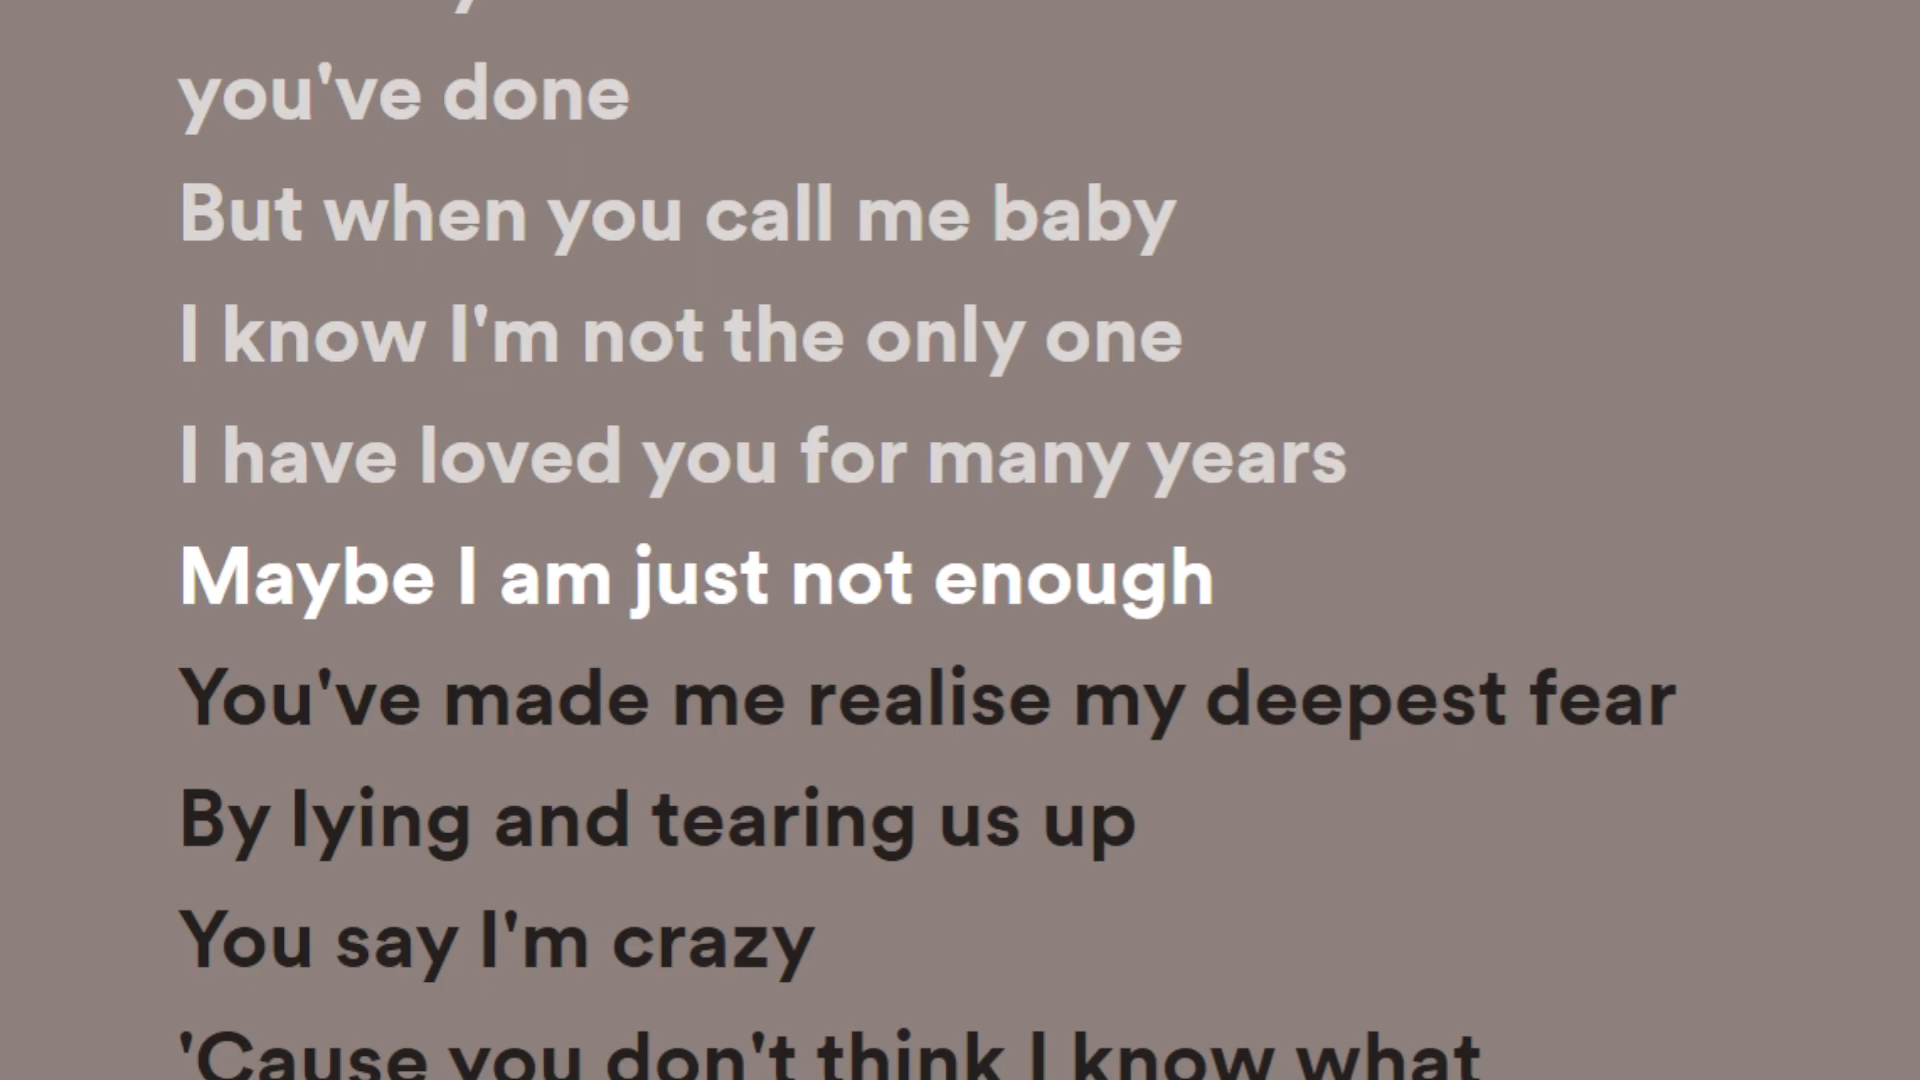 you've done
But when you call me baby
I know I'm not the only one
I have loved you for many years
Maybe I am just not enough
You've made me realise my deepest fear
By lying and tearing us up
You say I'm crazy
'Cause you don't think I know what